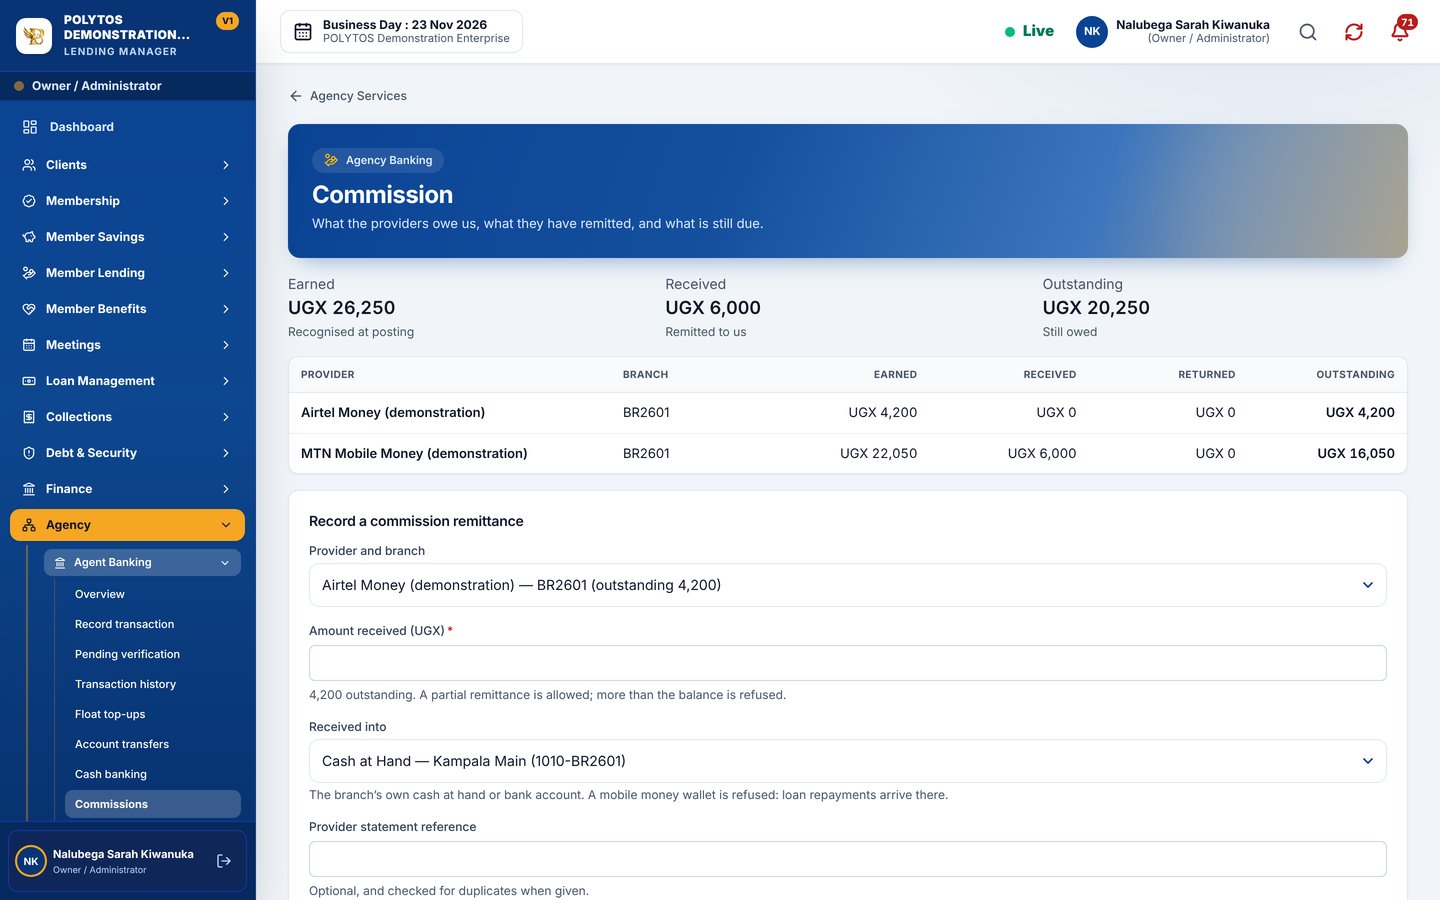 POLYTOS
DEMONSTRATION...
LENDING MANAGER
V1
Owner / Administrator
Dashboard
Clients
Membership
Member Savings
Member Lending
Member Benefits
Meetings
Loan Management
Collections
Debt & Security
Finance
Agency
Agent Banking
Overview
Record transaction
Pending verification
Transaction history
Float top-ups
Account transfers
Cash banking
Commissions
NK
Nalubega Sarah Kiwanuka
Owner / Administrator
Business Day : 23 Nov 2026
POLYTOS Demonstration Enterprise
Live
NK
Nalubega Sarah Kiwanuka
(Owner / Administrator)
71
Agency Services
Agency Banking
Commission
What the providers owe us, what they have remitted, and what is still due.
Earned
UGX 26,250
Recognised at posting
Received
UGX 6,000
Remitted to us
Outstanding
UGX 20,250
Still owed
PROVIDER BRANCH EARNED RECEIVED RETURNED OUTSTANDING
Airtel Money (demonstration) BR2601 UGX 4,200 UGX 0 UGX 0 UGX 4,200
MTN Mobile Money (demonstration) BR2601 UGX 22,050 UGX 6,000 UGX 0 UGX 16,050
Record a commission remittance
Provider and branch
Airtel Money (demonstration) — BR2601 (outstanding 4,200)
Amount received (UGX) *
4,200 outstanding. A partial remittance is allowed; more than the balance is refused.
Received into
Cash at Hand — Kampala Main (1010-BR2601)
The branch’s own cash at hand or bank account. A mobile money wallet is refused: loan repayments arrive there.
Provider statement reference
Optional, and checked for duplicates when given.